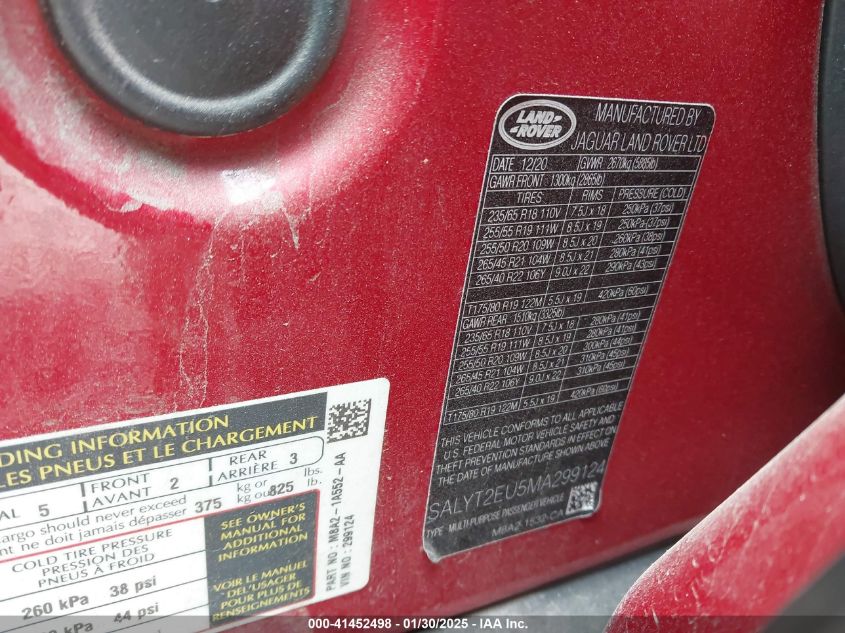 LAND
ROVER
MANUFACTURED BY
JAGUAR LAND ROVER LTD
DATE 12/20 GVWR 2670kg (5885lb)
GAWR FRONT 1300kg (2865lb)
TIRES RIMS PRESSURE (COLD)
235/65 R18 110V 7.5J x 18 250kPa (37psi)
255/55 R19 111W 8.5J x 19 250kPa (37psi)
255/50 R20 109W 8.5J x 20 260kPa (38psi)
265/45 R21 104W 8.5J x 21 280kPa (41psi)
265/40 R22 106Y 9.0J x 22 290kPa (43psi)
T175/80 R19 122M 5.5J x 19 420kPa (60psi)
GAWR REAR 1510kg (3325lb)
235/65 R18 110V 7.5J x 18 280kPa (41psi)
255/55 R19 111W 8.5J x 19 280kPa (41psi)
255/50 R20 109W 8.5J x 20 300kPa (44psi)
265/45 R21 104W 8.5J x 21 310kPa (45psi)
265/40 R22 106Y 9.0J x 22 310kPa (45psi)
T175/80 R19 122M 5.5J x 19 420kPa (60psi)
THIS VEHICLE CONFORMS TO ALL APPLICABLE
U.S. FEDERAL MOTOR VEHICLE SAFETY AND
THEFT PREVENTION STANDARDS IN EFFECT ON
THE DATE OF MANUFACTURE SHOWN ABOVE.
SALYT2EU5MA299124
TYPE MULTI-PURPOSE PASSENGER VEHICLE
M8A2-1532-CA
DING INFORMATION
LES PNEUS ET LE CHARGEMENT
AL 5 FRONT 2 REAR 3
AVANT ARRIÈRE
cargo should never exceed 375 kg or 825 lbs.
nt ne doit jamais dépasser kg ou lb.
COLD TIRE PRESSURE
PRESSION DES
PNEUS À FROID
260 kPa 38 psi
kPa 44 psi
SEE OWNER'S
MANUAL FOR
ADDITIONAL
INFORMATION
VOIR LE MANUEL
DE L'USAGER
POUR PLUS DE
RENSEIGNEMENTS
PART NO : M8A2-1A552-AA
VIN NO : 299124
000-41452498 - 01/30/2025 - 1 - IAA Inc.